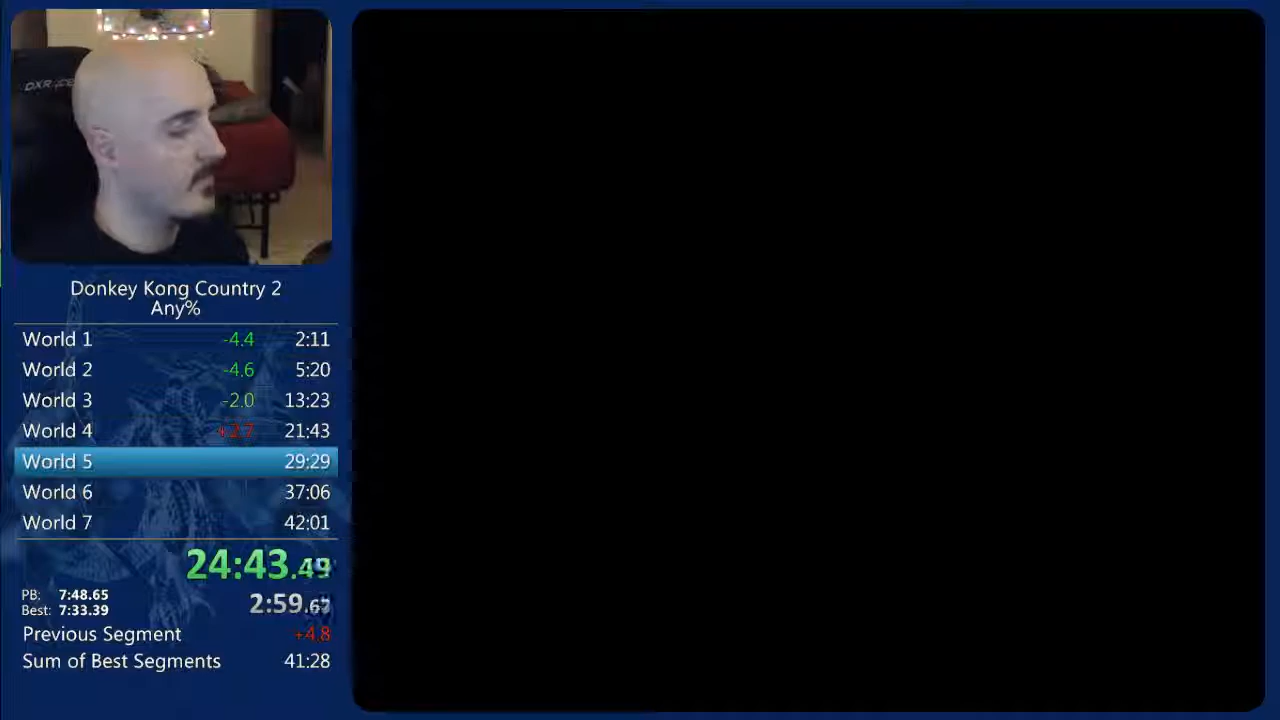 Donkey Kong Country 2
Any%
World 1 -4.4 2:11
World 2 -4.6 5:20
World 3 -2.0 13:23
World 4 +2.7 21:43
World 5 29:29
World 6 37:06
World 7 42:01
24:43.49
PB: 7:48.65
Best: 7:33.39
2:59.67
Previous Segment +4.8
Sum of Best Segments 41:28